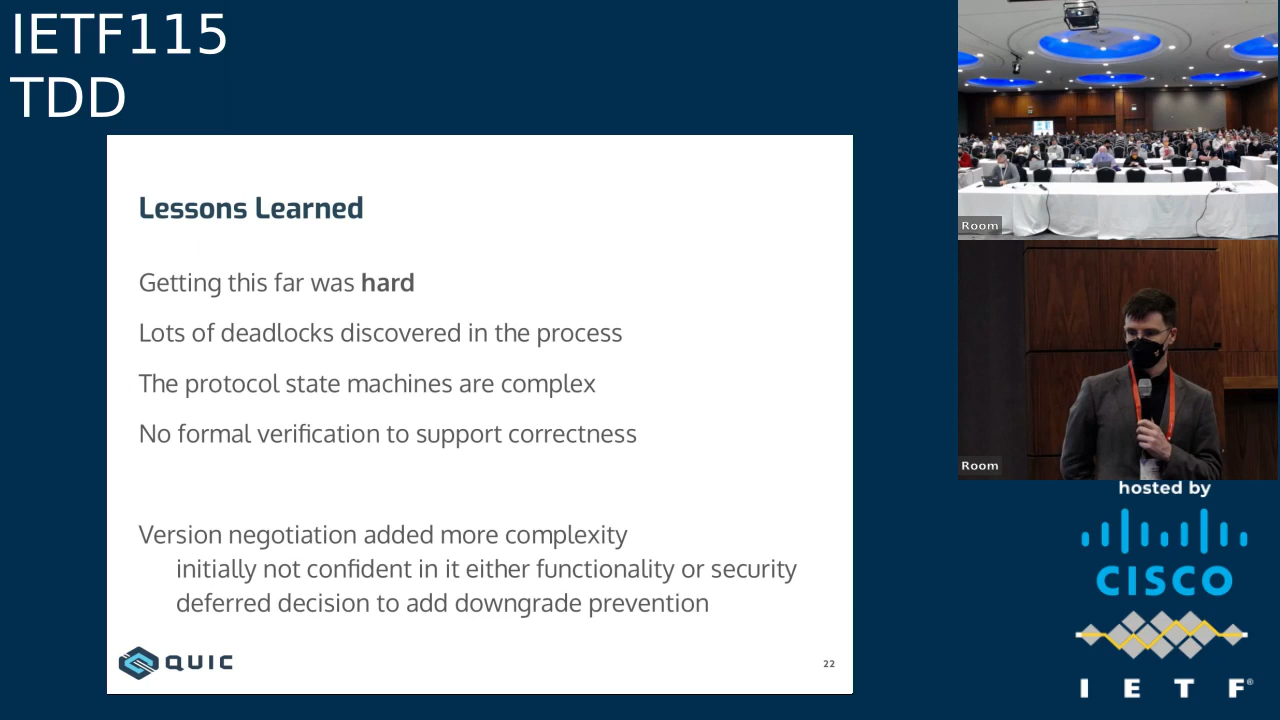 IETF115
TDD
Lessons Learned
Getting this far was hard
Lots of deadlocks discovered in the process
The protocol state machines are complex
No formal verification to support correctness
Version negotiation added more complexity
initially not confident in it either functionality or security
deferred decision to add downgrade prevention
QUIC
22
Room
Room
hosted by
CISCO
I E T F®